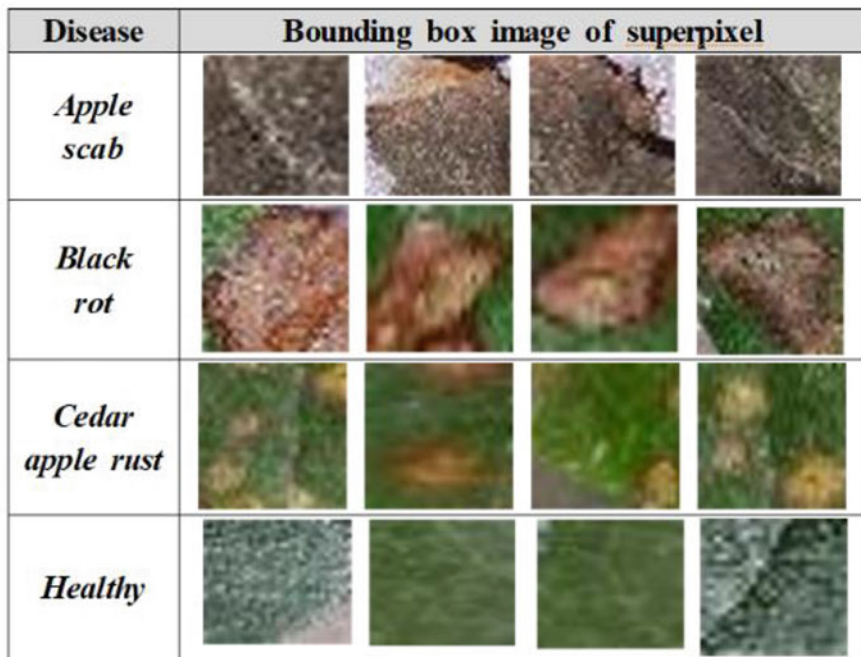 Disease
Bounding box image of superpixel
Apple
scab
Black
rot
Cedar
apple rust
Healthy